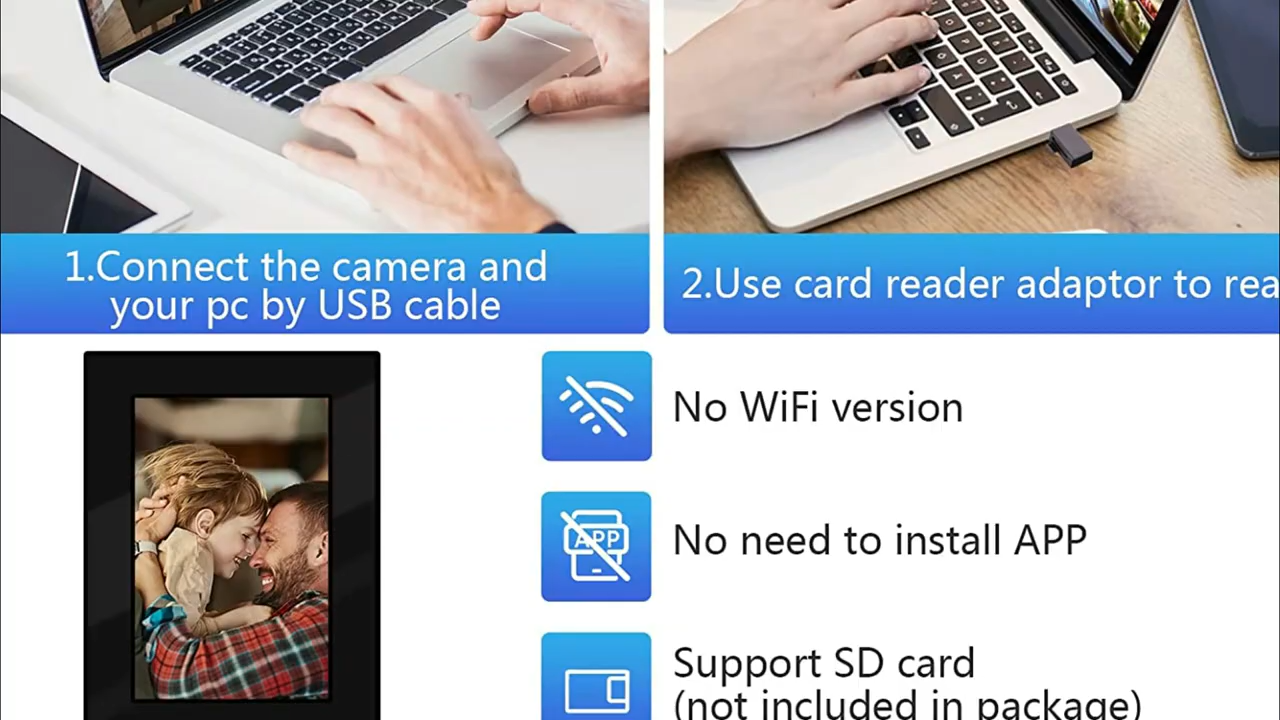 1.Connect the camera and
your pc by USB cable
2.Use card reader adaptor to
No WiFi version
APP
No need to install APP
Support SD card
(not included in package)